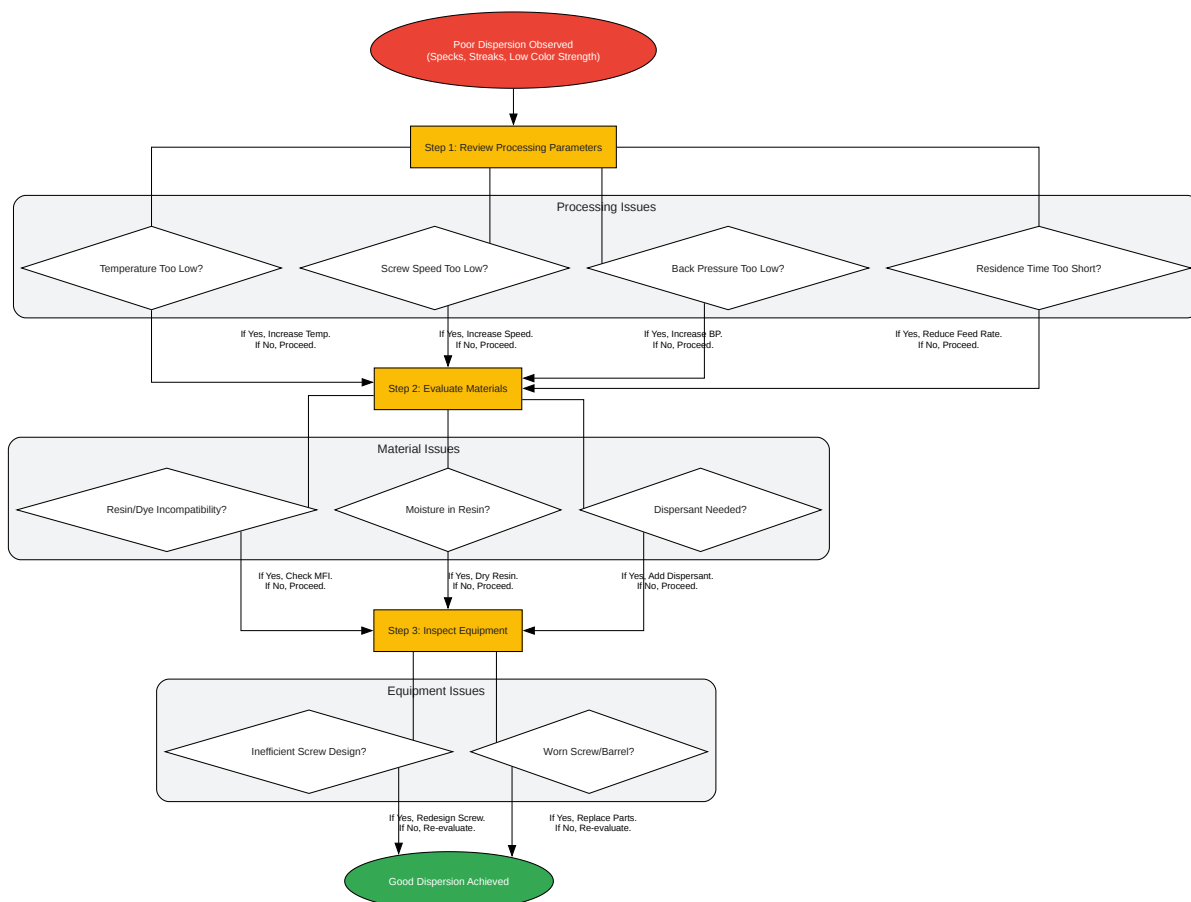 Poor Dispersion Observed
(Specks, Streaks, Low Color Strength)
Step 1: Review Processing Parameters
Processing Issues
Temperature Too Low?
Screw Speed Too Low?
Back Pressure Too Low?
Residence Time Too Short?
If Yes, Increase Temp.
If No, Proceed.
If Yes, Increase Speed.
If No, Proceed.
If Yes, Increase BP.
If No, Proceed.
If Yes, Reduce Feed Rate.
If No, Proceed.
Step 2: Evaluate Materials
Material Issues
Resin/Dye Incompatibility?
Moisture in Resin?
Dispersant Needed?
If Yes, Check MFI.
If No, Proceed.
If Yes, Dry Resin.
If No, Proceed.
If Yes, Add Dispersant.
If No, Proceed.
Step 3: Inspect Equipment
Equipment Issues
Inefficient Screw Design?
Worn Screw/Barrel?
If Yes, Redesign Screw.
If No, Re-evaluate.
If Yes, Replace Parts.
If No, Re-evaluate.
Good Dispersion Achieved